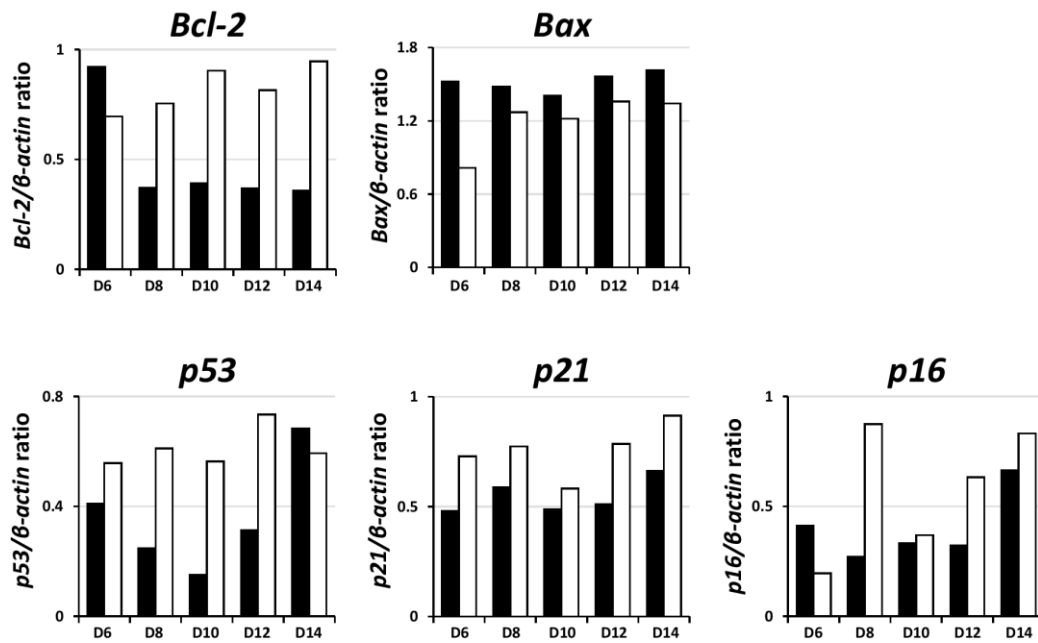 Bcl-2
Bcl-2/β-actin ratio
1
0.5
0
D6 D8 D10 D12 D14
Bax
Bax/β-actin ratio
1.8
1.2
0.6
0
D6 D8 D10 D12 D14
p53
p53/β-actin ratio
0.8
0.4
0
D6 D8 D10 D12 D14
p21
p21/β-actin ratio
1
0.5
0
D6 D8 D10 D12 D14
p16
p16/β-actin ratio
1
0.5
0
D6 D8 D10 D12 D14